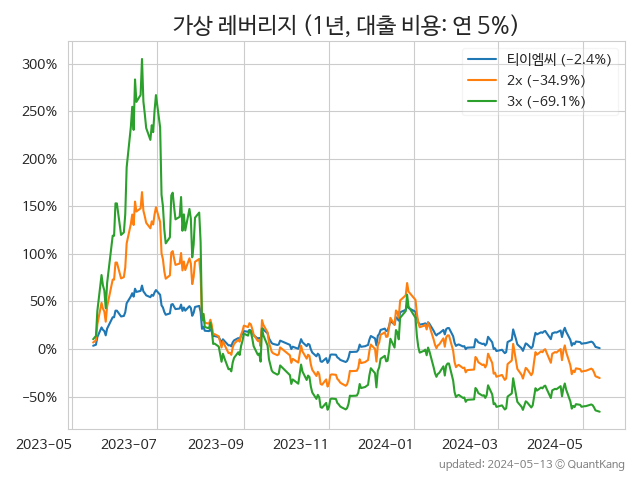 가상 레버리지 (1년, 대출 비용: 연 5%)
티이엠씨 (−2.4%)
2x (−34.9%)
3x (−69.1%)
300%
250%
200%
150%
100%
50%
0%
−50%
2023-05 2023-07 2023-09 2023-11 2024-01 2024-03 2024-05
updated: 2024-05-13 © QuantKang